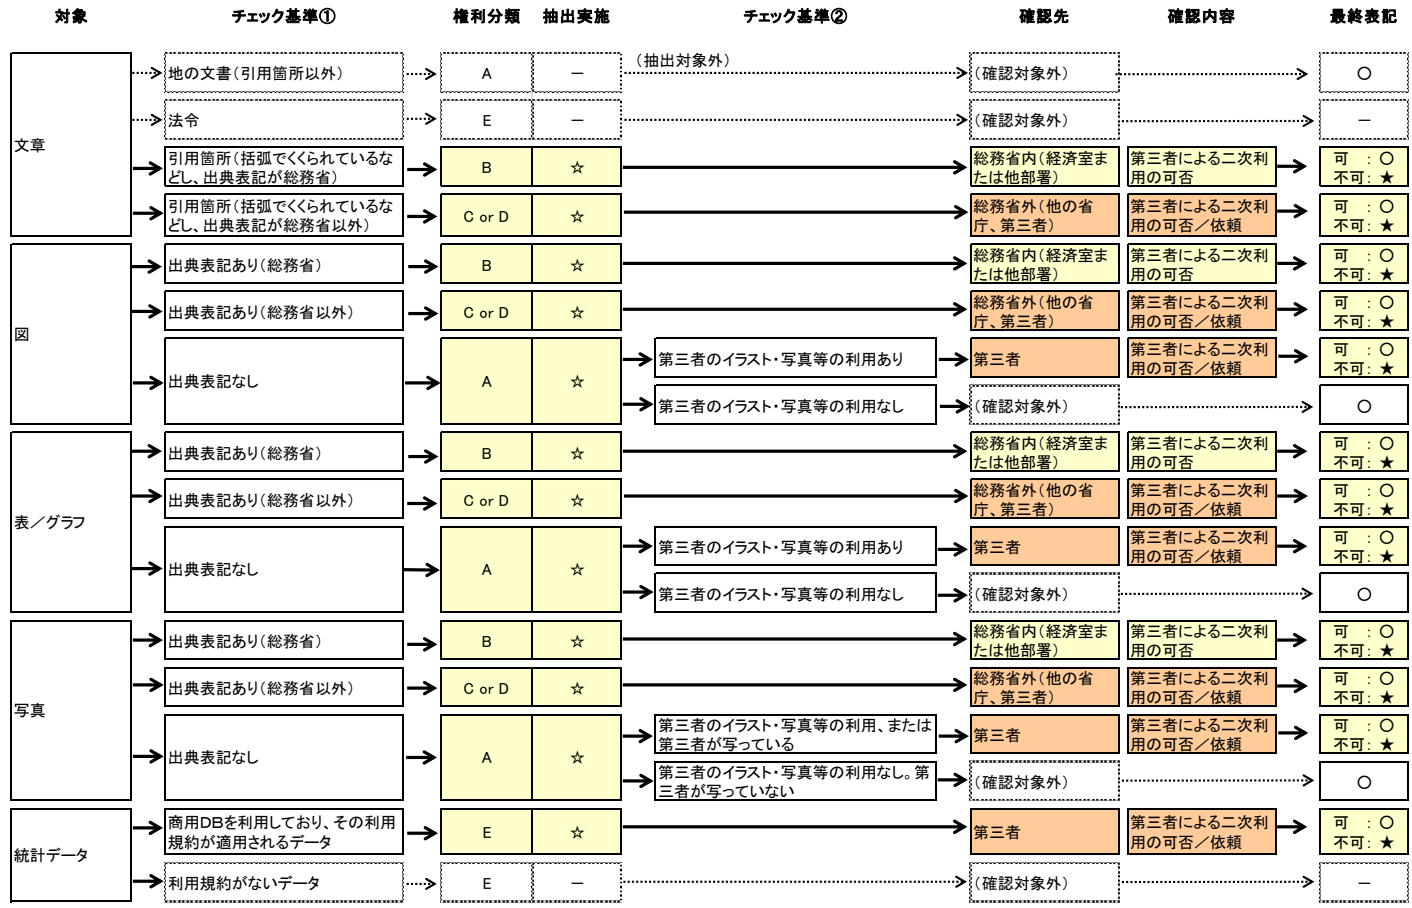 対象 チェック基準① 権利分類 抽出実施 チェック基準② 確認先 確認内容 最終表記
文章
地の文書(引用箇所以外) A － (抽出対象外) (確認対象外) ○
法令 E － (確認対象外) －
引用箇所(括弧でくくられているな
どし、出典表記が総務省)
B ☆
総務省内(経済室ま
たは他部署)
第三者による二次利
用の可否
可 : ○
不可: ★
引用箇所(括弧でくくられているな
どし、出典表記が総務省以外)
C or D ☆
総務省外(他の省
庁、第三者)
第三者による二次利
用の可否／依頼
可 : ○
不可: ★
図
出典表記あり(総務省) B ☆
総務省内(経済室ま
たは他部署)
第三者による二次利
用の可否
可 : ○
不可: ★
出典表記あり(総務省以外) C or D ☆
総務省外(他の省
庁、第三者)
第三者による二次利
用の可否／依頼
可 : ○
不可: ★
出典表記なし A ☆
第三者のイラスト・写真等の利用あり 第三者
第三者による二次利
用の可否／依頼
可 : ○
不可: ★
第三者のイラスト・写真等の利用なし (確認対象外) ○
表／グラフ
出典表記あり(総務省) B ☆
総務省内(経済室ま
たは他部署)
第三者による二次利
用の可否
可 : ○
不可: ★
出典表記あり(総務省以外) C or D ☆
総務省外(他の省
庁、第三者)
第三者による二次利
用の可否／依頼
可 : ○
不可: ★
出典表記なし A ☆
第三者のイラスト・写真等の利用あり 第三者
第三者による二次利
用の可否／依頼
可 : ○
不可: ★
第三者のイラスト・写真等の利用なし (確認対象外) ○
写真
出典表記あり(総務省) B ☆
総務省内(経済室ま
たは他部署)
第三者による二次利
用の可否
可 : ○
不可: ★
出典表記あり(総務省以外) C or D ☆
総務省外(他の省
庁、第三者)
第三者による二次利
用の可否／依頼
可 : ○
不可: ★
出典表記なし A ☆
第三者のイラスト・写真等の利用、または
第三者が写っている
第三者
第三者による二次利
用の可否／依頼
可 : ○
不可: ★
第三者のイラスト・写真等の利用なし。第
三者が写っていない
(確認対象外) ○
統計データ
商用DBを利用しており、その利用
規約が適用されるデータ
E ☆ 第三者
第三者による二次利
用の可否／依頼
可 : ○
不可: ★
利用規約がないデータ E － (確認対象外) －